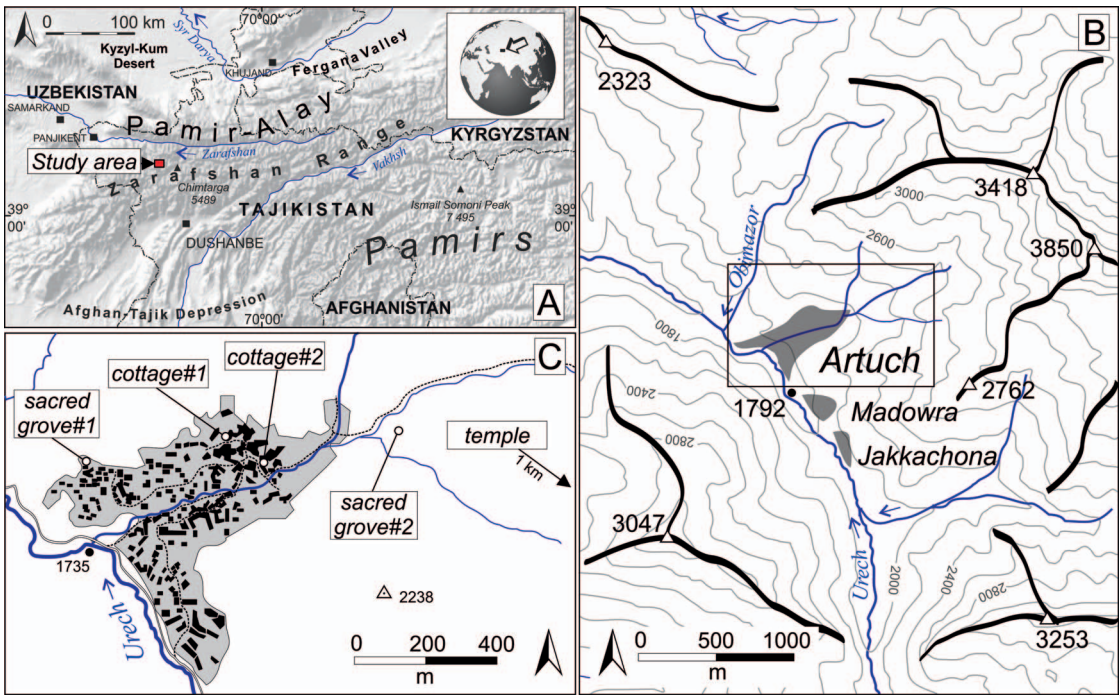 0 100 km
70°00'
Syr Darya
Kyzyl-Kum
Desert
KHUJAND
Fergana Valley
UZBEKISTAN
SAMARKAND
PANJIKENT
Pamir-Alay
KYRGYZSTAN
Study area
Zarafshan
Zarafshan Range
Vakhsh
Chimtarga
5489
TAJIKISTAN
Ismail Somoni Peak
7 495
39°
00'
39°
00'
DUSHANBE
Pamirs
Afghan-Tajik Depression
70°00'
AFGHANISTAN
A
B
2323
3418
3000
3850
2600
Obimazor
1800
Artuch
2400
1792
2762
2800
Madowra
Jakkachona
3047
Urech
2000
2400
2800
3253
0 500 1000
m
C
cottage#2
cottage#1
sacred
grove#1
temple
1 km
sacred
grove#2
1735
2238
Urech
0 200 400
m